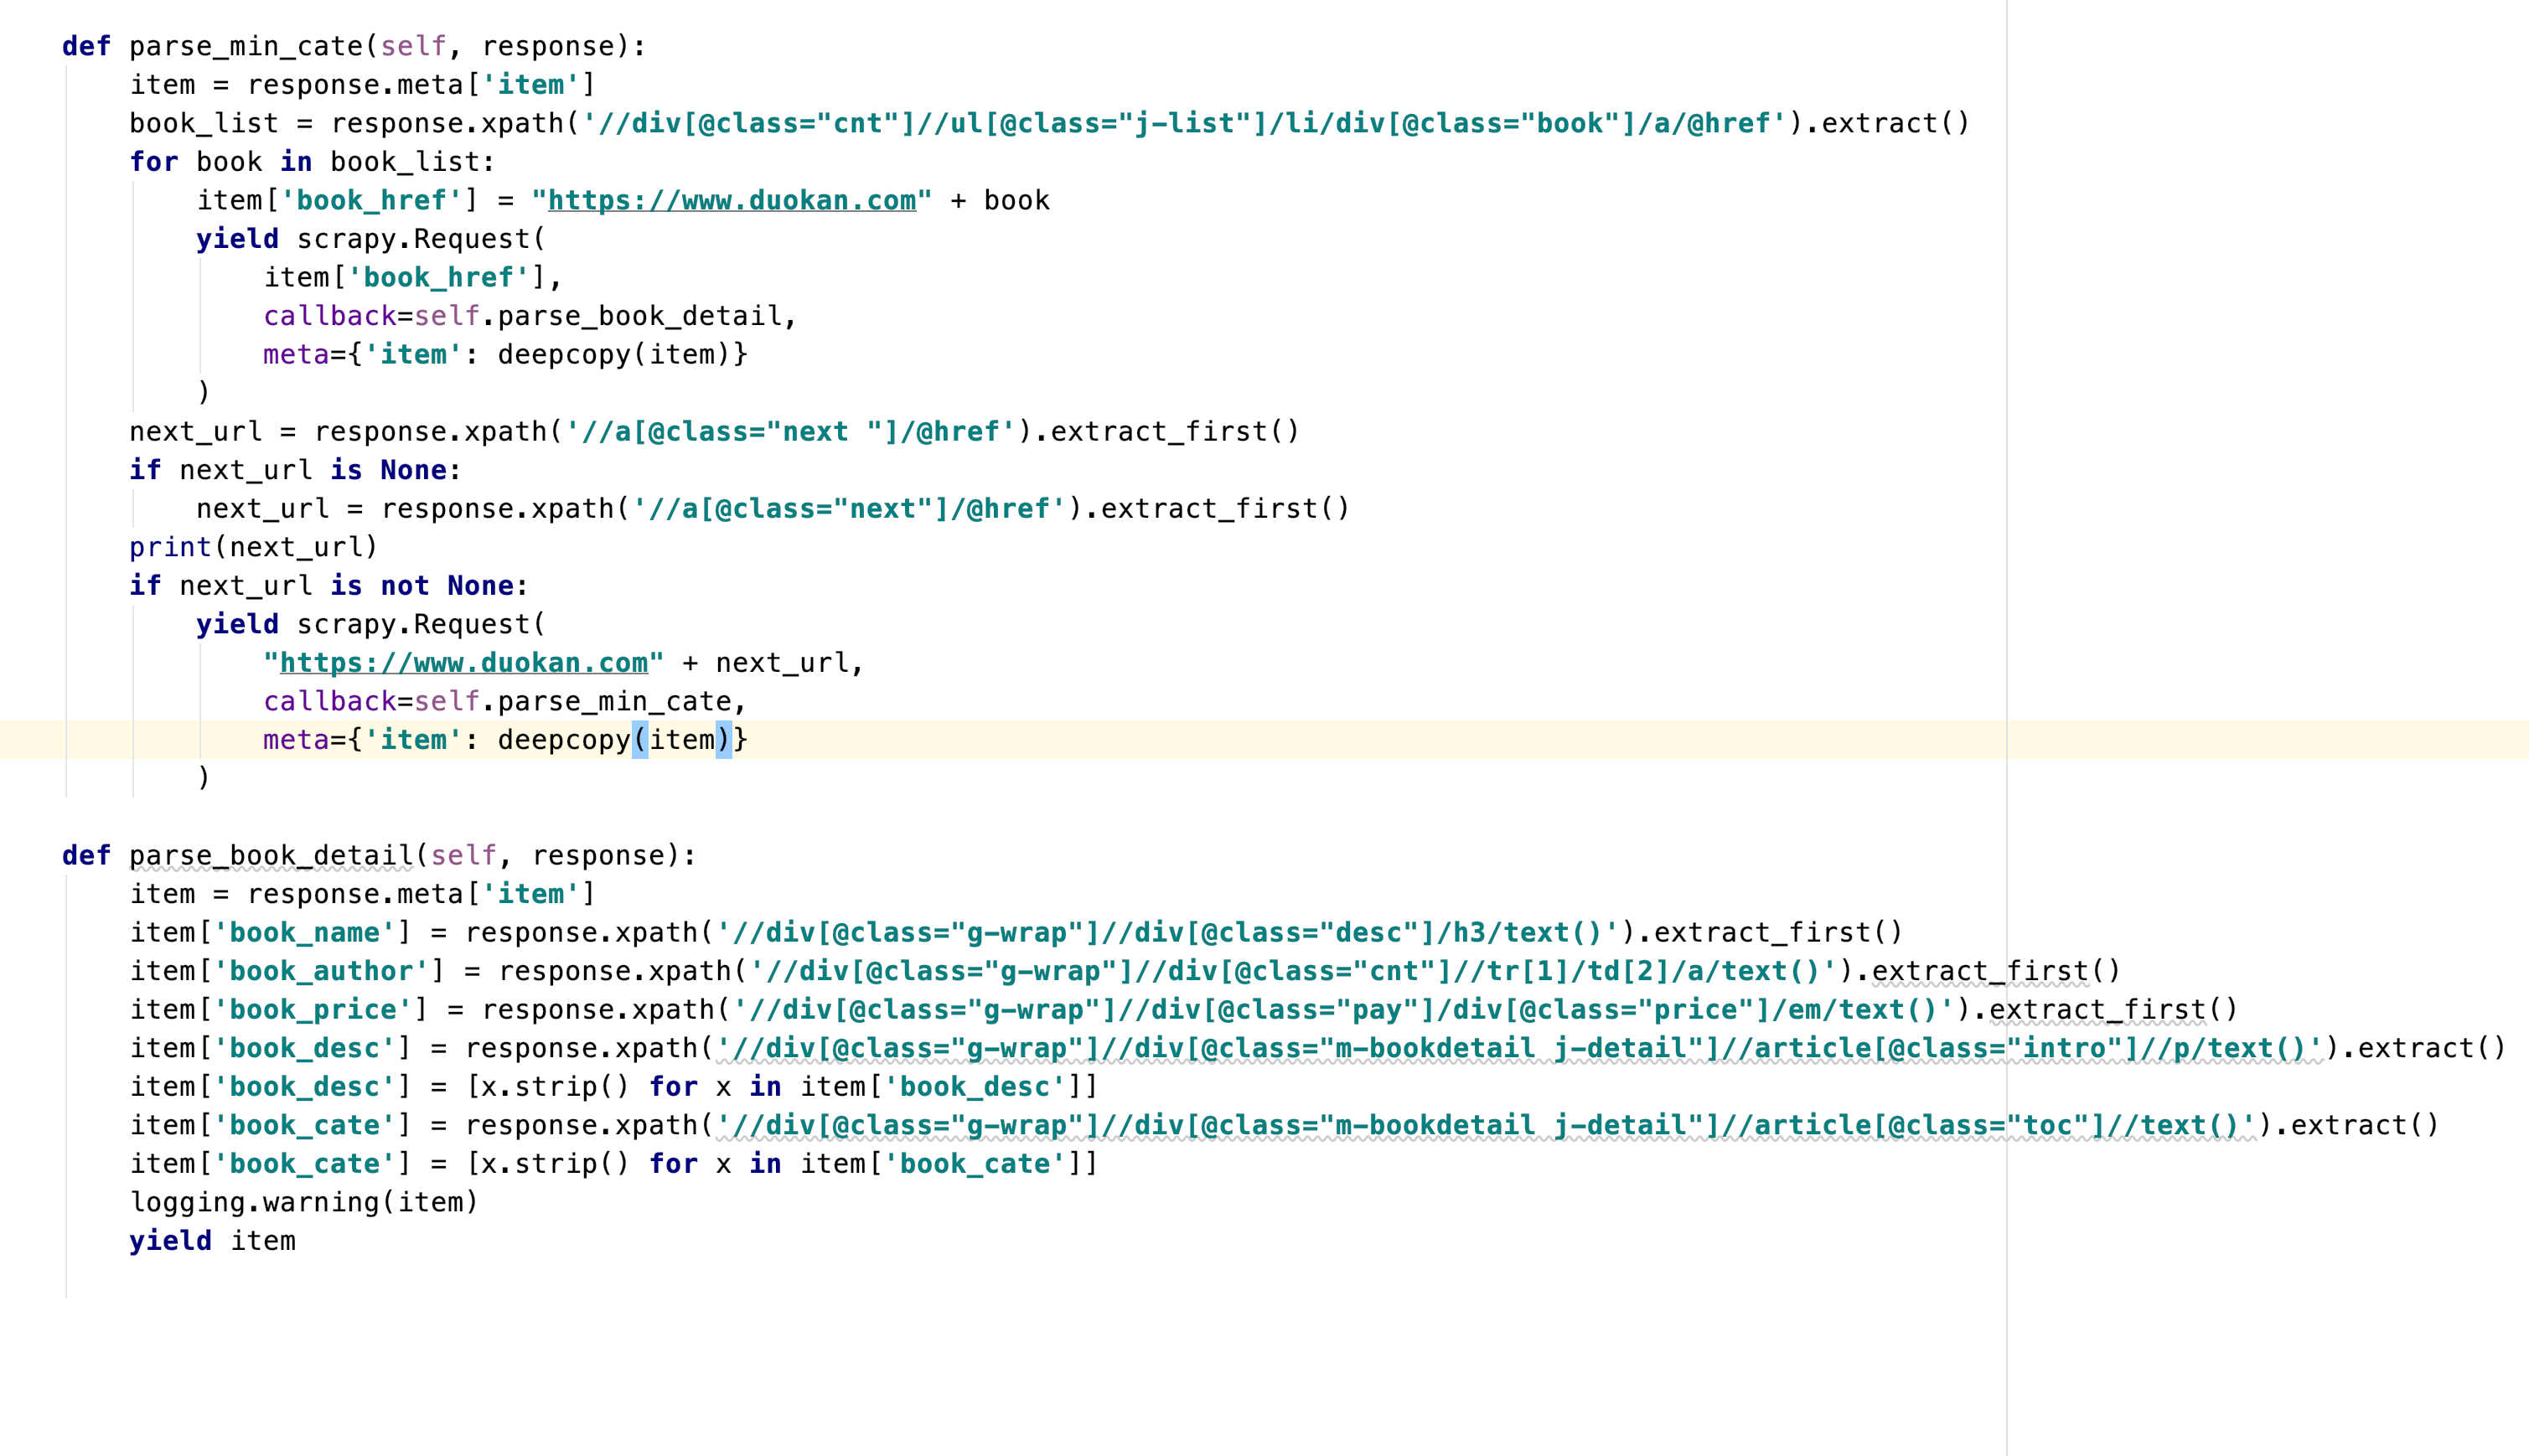 def parse_min_cate(self, response):
    item = response.meta['item']
    book_list = response.xpath('//div[@class="cnt"]//ul[@class="j-list"]/li/div[@class="book"]/a/@href').extract()
    for book in book_list:
        item['book_href'] = "https://www.duokan.com" + book
        yield scrapy.Request(
            item['book_href'],
            callback=self.parse_book_detail,
            meta={'item': deepcopy(item)}
        )
    next_url = response.xpath('//a[@class="next "]/@href').extract_first()
    if next_url is None:
        next_url = response.xpath('//a[@class="next"]/@href').extract_first()
    print(next_url)
    if next_url is not None:
        yield scrapy.Request(
            "https://www.duokan.com" + next_url,
            callback=self.parse_min_cate,
            meta={'item': deepcopy(item)}
        )

def parse_book_detail(self, response):
    item = response.meta['item']
    item['book_name'] = response.xpath('//div[@class="g-wrap"]//div[@class="desc"]/h3/text()').extract_first()
    item['book_author'] = response.xpath('//div[@class="g-wrap"]//div[@class="cnt"]//tr[1]/td[2]/a/text()').extract_first()
    item['book_price'] = response.xpath('//div[@class="g-wrap"]//div[@class="pay"]/div[@class="price"]/em/text()').extract_first()
    item['book_desc'] = response.xpath('//div[@class="g-wrap"]//div[@class="m-bookdetail j-detail"]//article[@class="intro"]//p/text()').extract()
    item['book_desc'] = [x.strip() for x in item['book_desc']]
    item['book_cate'] = response.xpath('//div[@class="g-wrap"]//div[@class="m-bookdetail j-detail"]//article[@class="toc"]//text()').extract()
    item['book_cate'] = [x.strip() for x in item['book_cate']]
    logging.warning(item)
    yield item